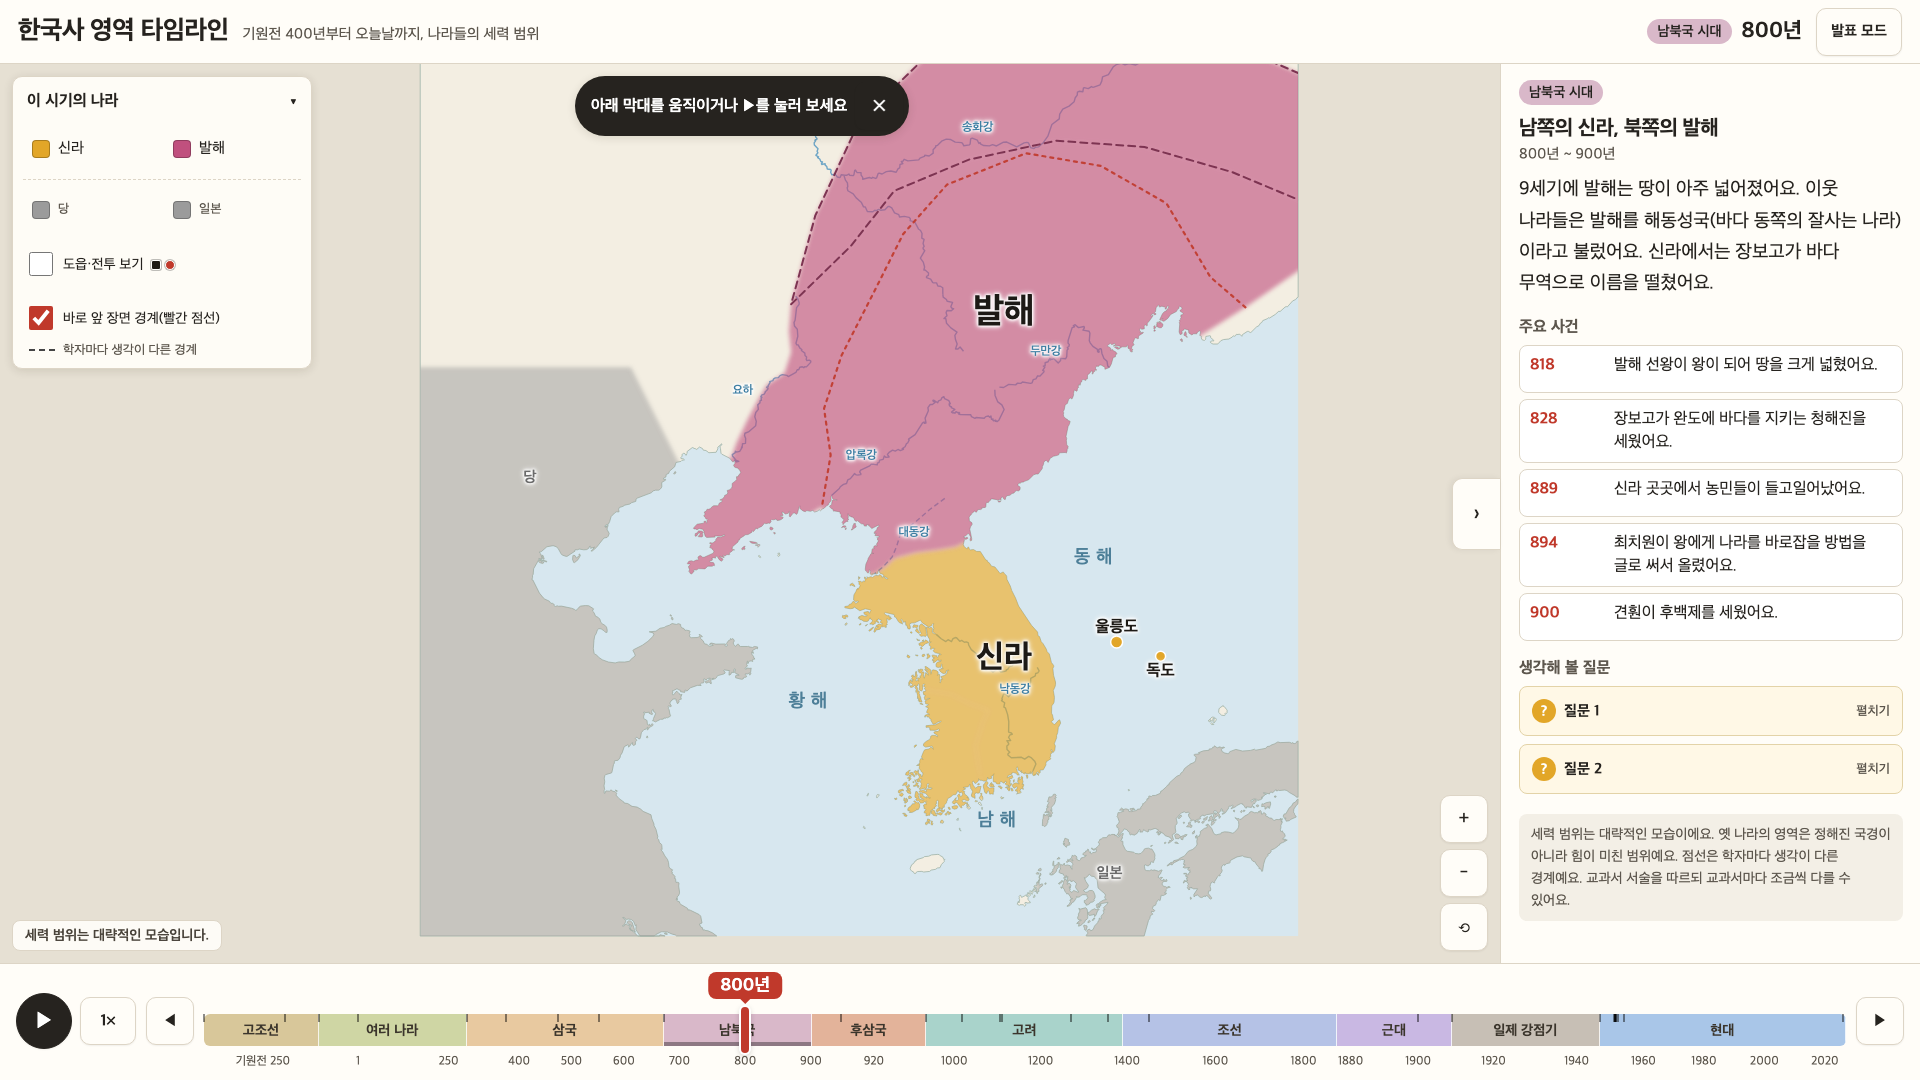 한국사 영역 타임라인
기원전 400년부터 오늘날까지, 나라들의 세력 범위
남북국 시대
800년
발표 모드
이 시기의 나라
신라
발해
당
일본
도읍·전투 보기
바로 앞 장면 경계(빨간 점선)
학자마다 생각이 다른 경계
아래 막대를 움직이거나 ▶를 눌러 보세요 ✕
송화강
발해
두만강
요하
압록강
당
대동강
동 해
울릉도
독도
신라
낙동강
황 해
남 해
일본
세력 범위는 대략적인 모습입니다.
남북국 시대
남쪽의 신라, 북쪽의 발해
800년 ~ 900년
9세기에 발해는 땅이 아주 넓어졌어요. 이웃
나라들은 발해를 해동성국(바다 동쪽의 잘사는 나라)
이라고 불렀어요. 신라에서는 장보고가 바다
무역으로 이름을 떨쳤어요.
주요 사건
818 발해 선왕이 왕이 되어 땅을 크게 넓혔어요.
828 장보고가 완도에 바다를 지키는 청해진을
세웠어요.
889 신라 곳곳에서 농민들이 들고일어났어요.
894 최치원이 왕에게 나라를 바로잡을 방법을
글로 써서 올렸어요.
900 견훤이 후백제를 세웠어요.
생각해 볼 질문
? 질문 1 펼치기
? 질문 2 펼치기
세력 범위는 대략적인 모습이에요. 옛 나라의 영역은 정해진 국경이
아니라 힘이 미친 범위예요. 점선은 학자마다 생각이 다른
경계예요. 교과서 서술을 따르되 교과서마다 조금씩 다를 수
있어요.
+
−
800년
1×
고조선 여러 나라 삼국 남북국 후삼국 고려 조선 근대 일제 강점기 현대
기원전 250 1 250 400 500 600 700 800 900 920 1000 1200 1400 1600 1800 1880 1900 1920 1940 1960 1980 2000 2020